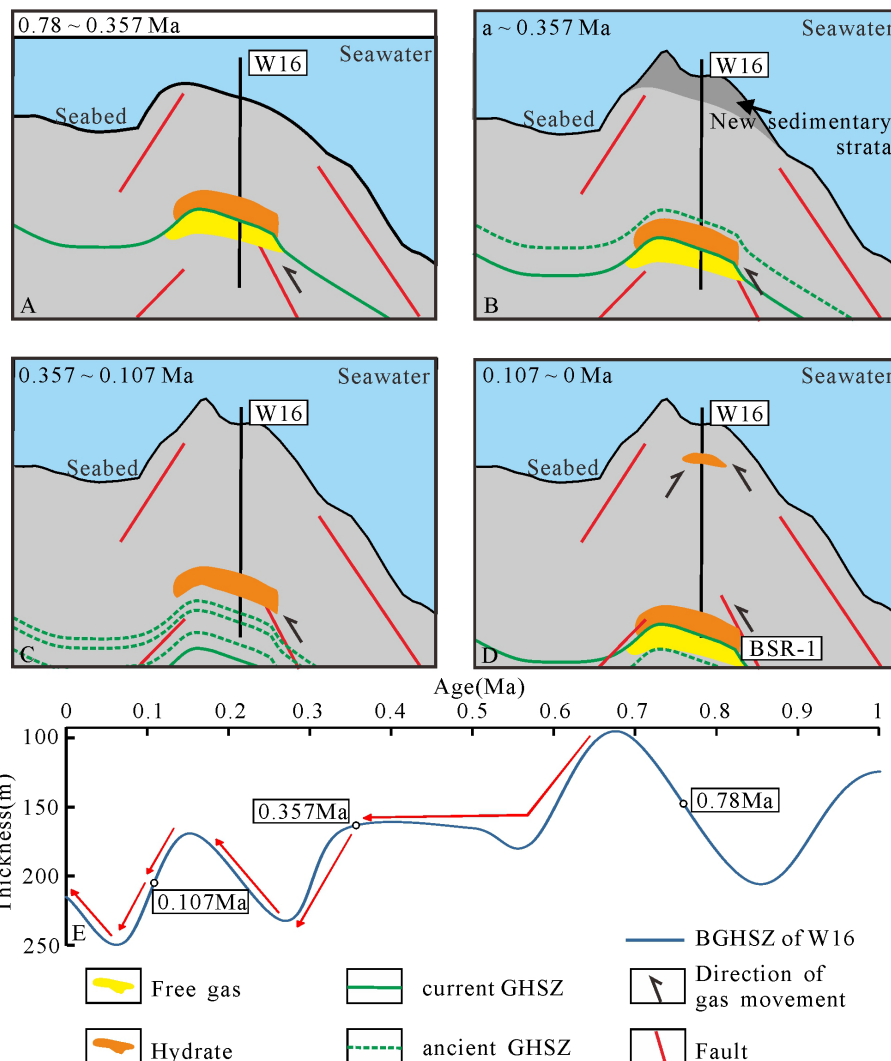 0.78 ~ 0.357 Ma
Seawater
W16
Seabed
A
a ~ 0.357 Ma
Seawater
W16
New sedimentary
strata
B
0.357 ~ 0.107 Ma
Seawater
W16
Seabed
C
0.107 ~ 0 Ma
Seawater
W16
Seabed
BSR-1
D
Age(Ma)
0 0.1 0.2 0.3 0.4 0.5 0.6 0.7 0.8 0.9 1
Thickness(m)
100
150
200
250
0.357Ma
0.78Ma
0.107Ma
E
BGHSZ of W16
Free gas
current GHSZ
Direction of
gas movement
Hydrate
ancient GHSZ
Fault